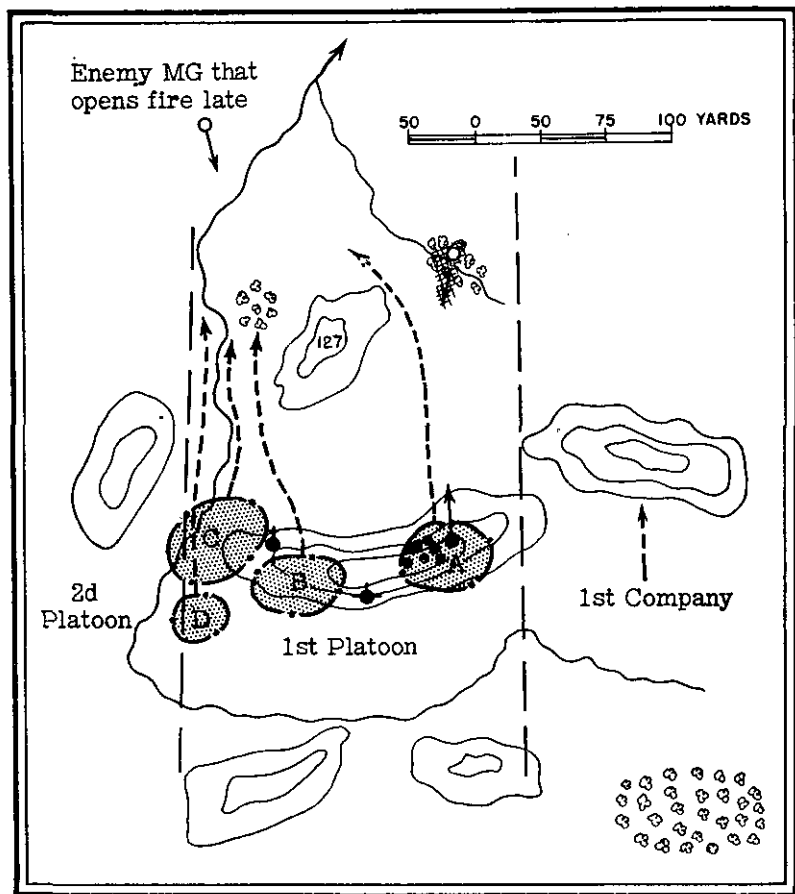 Enemy MG that
opens fire late
50 0 50 75 100 YARDS
127
C
B
A
D
2d
Platoon
1st Platoon
1st Company